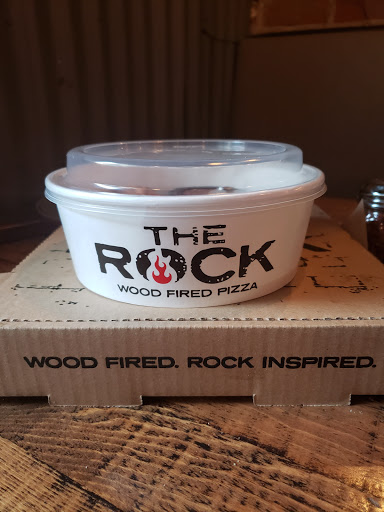 THE
ROCK
WOOD FIRED PIZZA
WOOD FIRED. ROCK INSPIRED.